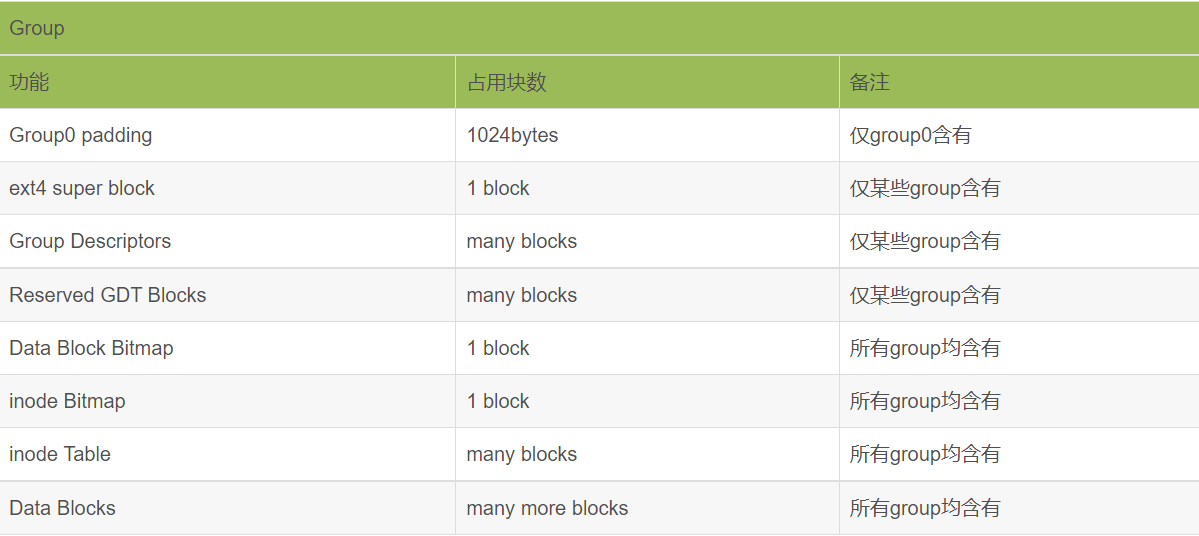 Group
功能 占用块数 备注
Group0 padding 1024bytes 仅group0含有
ext4 super block 1 block 仅某些group含有
Group Descriptors many blocks 仅某些group含有
Reserved GDT Blocks many blocks 仅某些group含有
Data Block Bitmap 1 block 所有group均含有
inode Bitmap 1 block 所有group均含有
inode Table many blocks 所有group均含有
Data Blocks many more blocks 所有group均含有